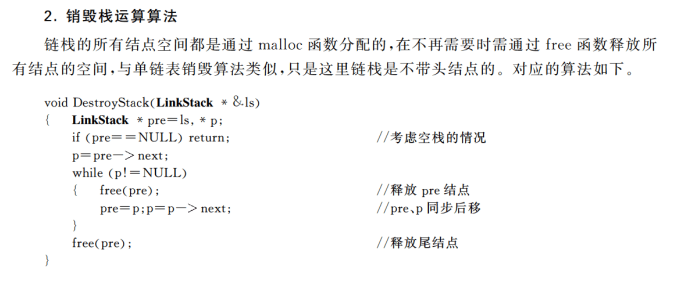 2. 销毁栈运算算法
链栈的所有结点空间都是通过 malloc 函数分配的,在不再需要时需通过 free 函数释放所
有结点的空间,与单链表销毁算法类似,只是这里链栈是不带头结点的。对应的算法如下。
void DestroyStack(LinkStack * &ls)
{ LinkStack * pre=ls, * p;
if (pre==NULL) return; //考虑空栈的情况
p=pre->next;
while (p!=NULL)
{ free(pre); //释放 pre 结点
pre=p;p=p->next; //pre、p 同步后移
}
free(pre); //释放尾结点
}